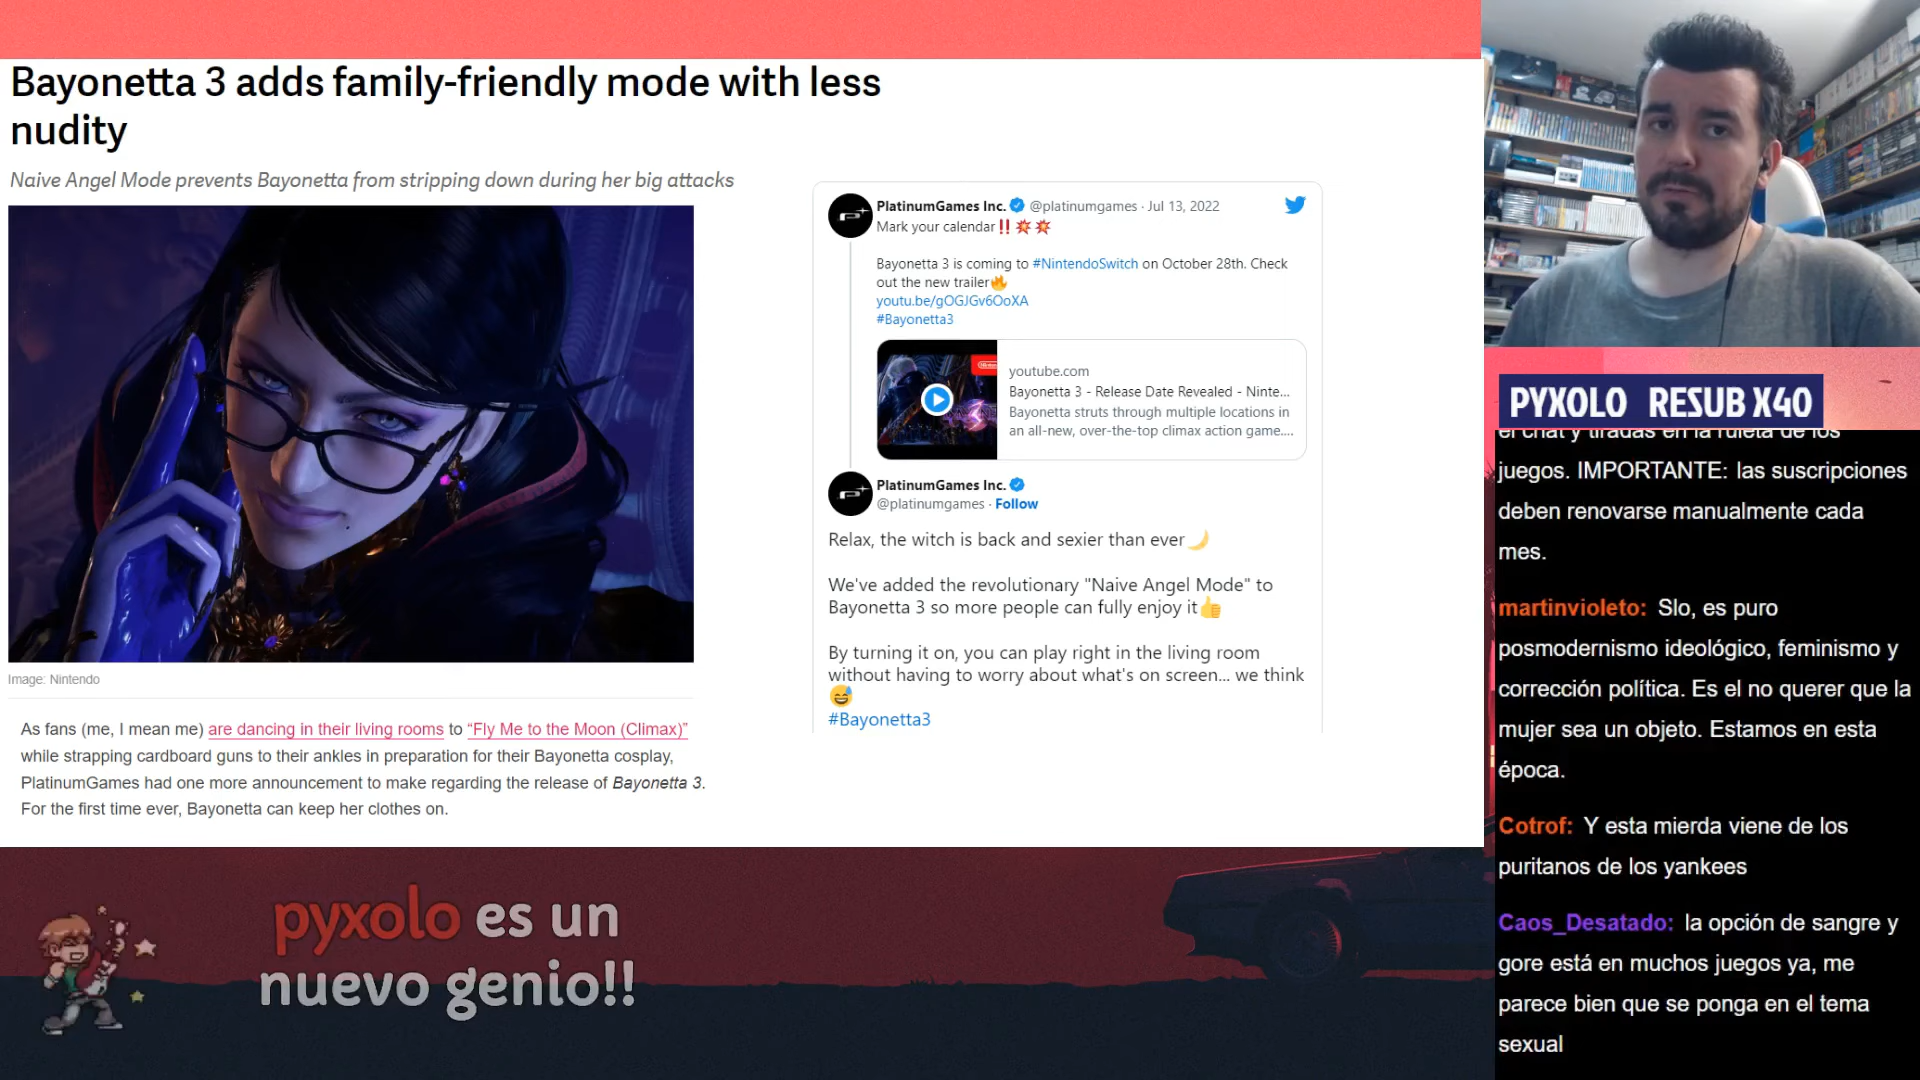 Bayonetta 3 adds family-friendly mode with less
nudity
Naive Angel Mode prevents Bayonetta from stripping down during her big attacks
Image: Nintendo
As fans (me, I mean me) are dancing in their living rooms to “Fly Me to the Moon (Climax)”
while strapping cardboard guns to their ankles in preparation for their Bayonetta cosplay,
PlatinumGames had one more announcement to make regarding the release of Bayonetta 3.
For the first time ever, Bayonetta can keep her clothes on.
PlatinumGames Inc. @platinumgames · Jul 13, 2022
Mark your calendar‼️💥💥
Bayonetta 3 is coming to #NintendoSwitch on October 28th. Check
out the new trailer🔥
youtu.be/gOGJGv6OoXA
#Bayonetta3
Nintendo
youtube.com
Bayonetta 3 - Release Date Revealed - Ninte...
Bayonetta struts through multiple locations in
an all-new, over-the-top climax action game....
PlatinumGames Inc.
@platinumgames · Follow
Relax, the witch is back and sexier than ever🌙
We've added the revolutionary "Naive Angel Mode" to
Bayonetta 3 so more people can fully enjoy it👍
By turning it on, you can play right in the living room
without having to worry about what's on screen... we think
😅
#Bayonetta3
PYXOLO RESUB X40
el chat y tiradas en la ruleta de los
juegos. IMPORTANTE: las suscripciones
deben renovarse manualmente cada
mes.
martinvioleto: Slo, es puro
posmodernismo ideológico, feminismo y
corrección política. Es el no querer que la
mujer sea un objeto. Estamos en esta
época.
Cotrof: Y esta mierda viene de los
puritanos de los yankees
Caos_Desatado: la opción de sangre y
gore está en muchos juegos ya, me
parece bien que se ponga en el tema
sexual
pyxolo es un
nuevo genio!!